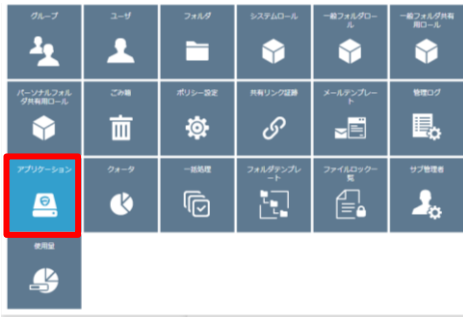 グループ
ユーザ
フォルダ
システムロール
一般フォルダロー
ル
一般フォルダ共有
用ロール
パーソナルフォル
ダ共有用ロール
ごみ箱
ポリシー設定
共有リンク証跡
メールテンプレー
ト
管理ログ
アプリケーション
クォータ
一括処理
フォルダテンプレ
ート
ファイルロック一
覧
サブ管理者
使用量